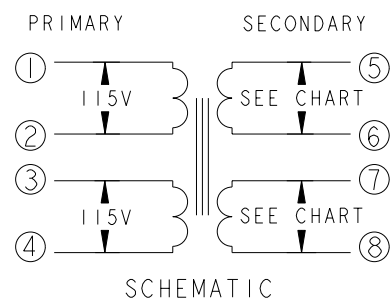 PRIMARY SECONDARY
1 5
115V SEE CHART
2 6
3 7
115V SEE CHART
4 8
SCHEMATIC